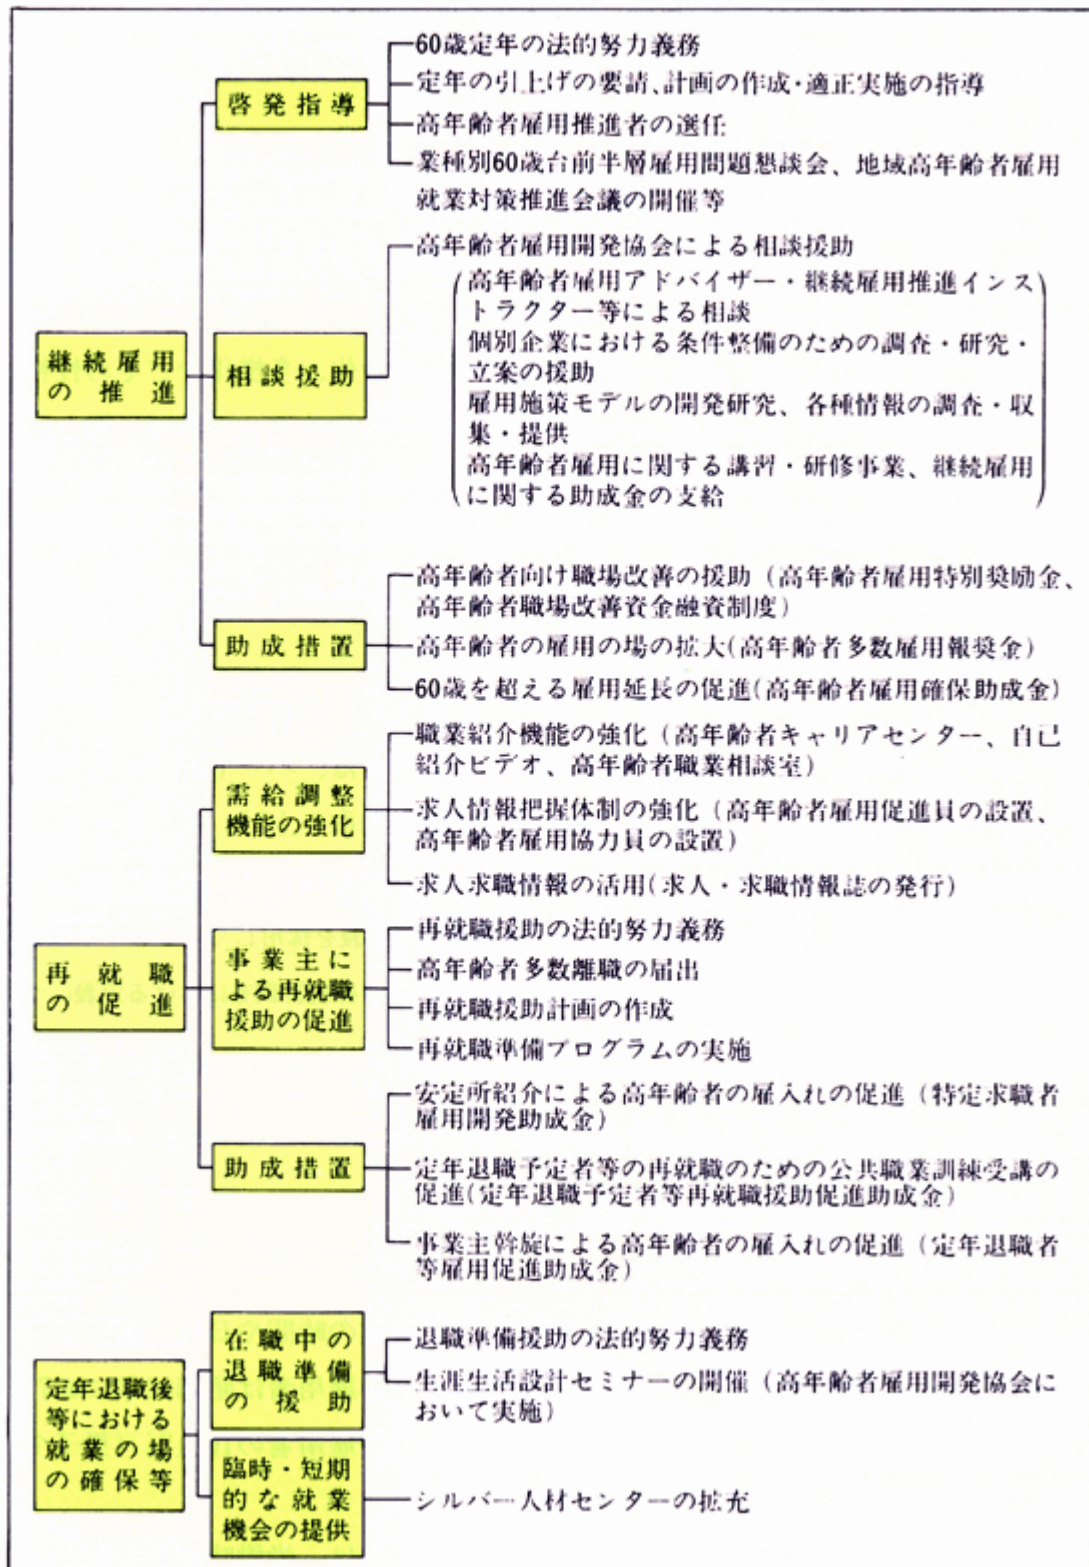 継続雇用
の推進
啓発指導
60歳定年の法的努力義務
定年の引上げの要請、計画の作成・適正実施の指導
高年齢者雇用推進者の選任
業種別60歳台前半層雇用問題懇談会、地域高年齢者雇用
就業対策推進会議の開催等
相談援助
高年齢者雇用開発協会による相談援助
(高年齢者雇用アドバイザー・継続雇用推進インス
トラクター等による相談
個別企業における条件整備のための調査・研究・
立案の援助
雇用施策モデルの開発研究、各種情報の調査・収
集・提供
高年齢者雇用に関する講習・研修事業、継続雇用
に関する助成金の支給)
助成措置
高年齢者向け職場改善の援助(高年齢者雇用特別奨励金、
高年齢者職場改善資金融資制度)
高年齢者の雇用の場の拡大(高年齢者多数雇用報奨金)
60歳を超える雇用延長の促進(高年齢者雇用確保助成金)
再就職
の促進
需給調整
機能の強化
職業紹介機能の強化(高年齢者キャリアセンター、自己
紹介ビデオ、高年齢者職業相談室)
求人情報把握体制の強化(高年齢者雇用促進員の設置、
高年齢者雇用協力員の設置)
求人求職情報の活用(求人・求職情報誌の発行)
事業主に
よる再就職
援助の促進
再就職援助の法的努力義務
高年齢者多数離職の届出
再就職援助計画の作成
再就職準備プログラムの実施
助成措置
安定所紹介による高年齢者の雇入れの促進(特定求職者
雇用開発助成金)
定年退職予定者等の再就職のための公共職業訓練受講の
促進(定年退職予定者等再就職援助促進助成金)
事業主斡旋による高年齢者の雇入れの促進(定年退職者
等雇用促進助成金)
定年退職後
等における
就業の場
の確保等
在職中の
退職準備
の援助
退職準備援助の法的努力義務
生涯生活設計セミナーの開催(高年齢者雇用開発協会に
おいて実施)
臨時・短期
的な就業
機会の提供
シルバー人材センターの拡充